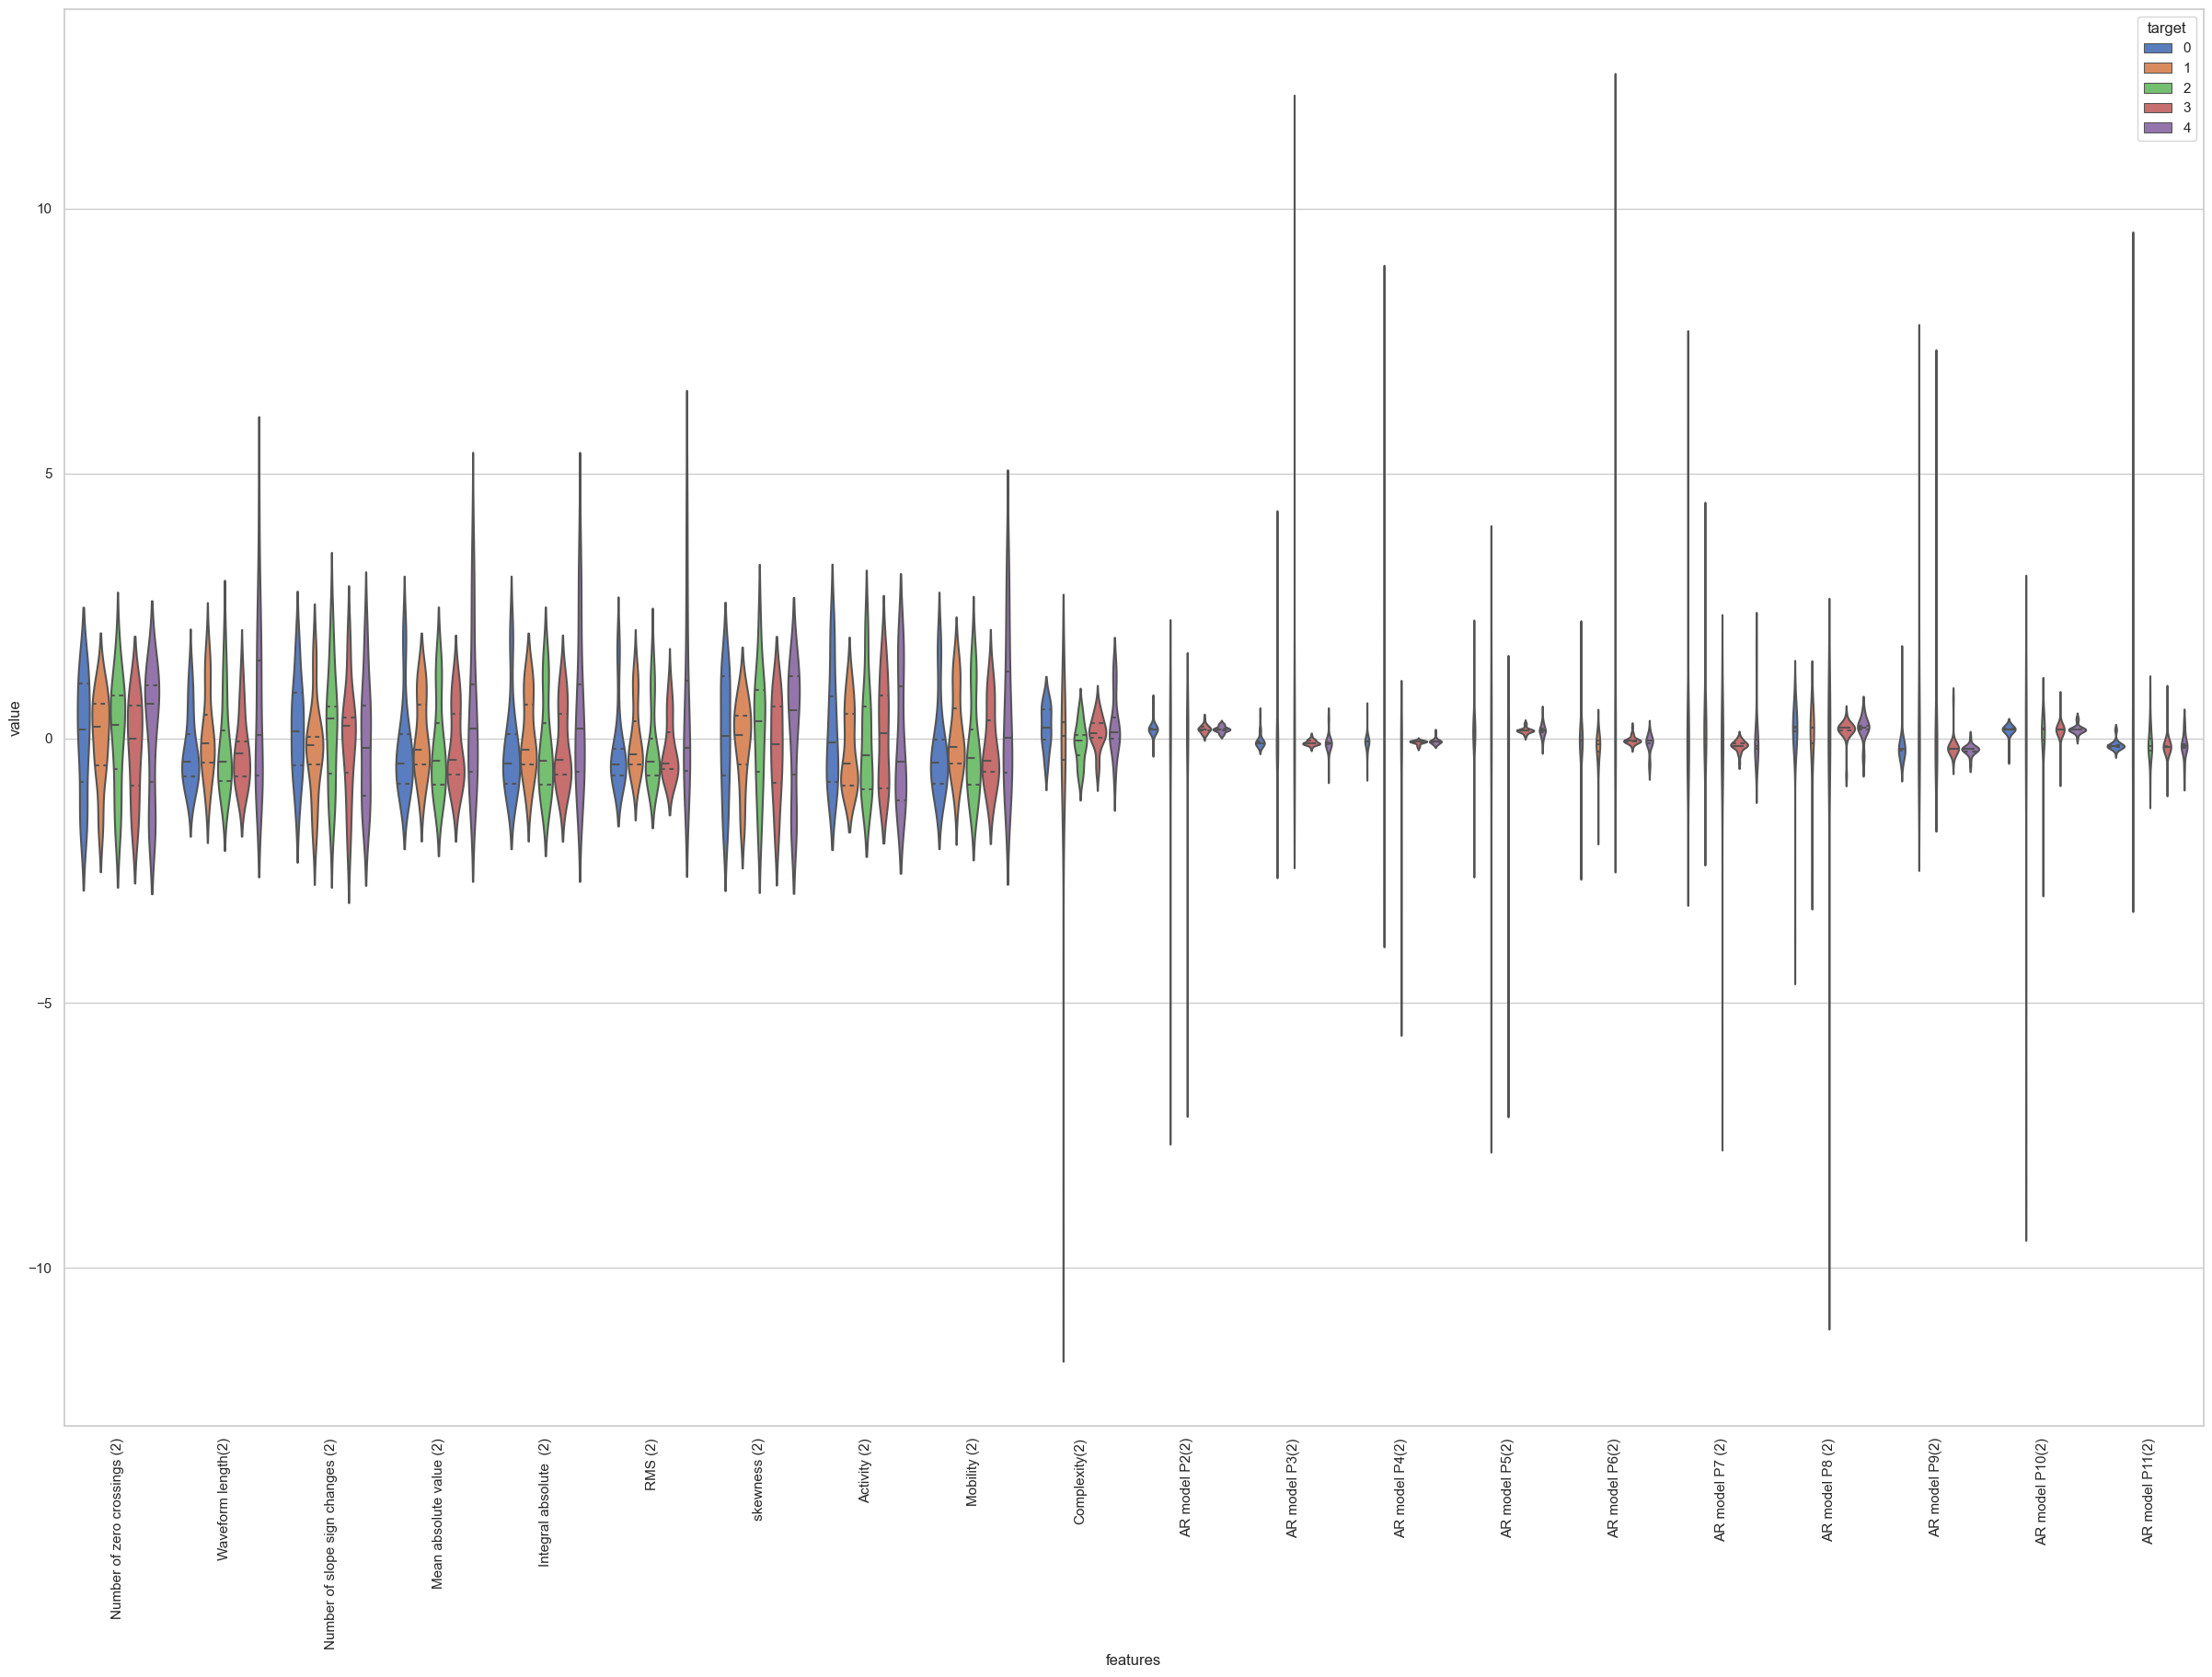 target
0
1
2
3
4
10
5
0
−5
−10
value
Number of zero crossings (2)
Waveform length(2)
Number of slope sign changes (2)
Mean absolute value (2)
Integral absolute  (2)
RMS (2)
skewness (2)
Activity (2)
Mobility (2)
Complexity(2)
AR model P2(2)
AR model P3(2)
AR model P4(2)
AR model P5(2)
AR model P6(2)
AR model P7 (2)
AR model P8 (2)
AR model P9(2)
AR model P10(2)
AR model P11(2)
features